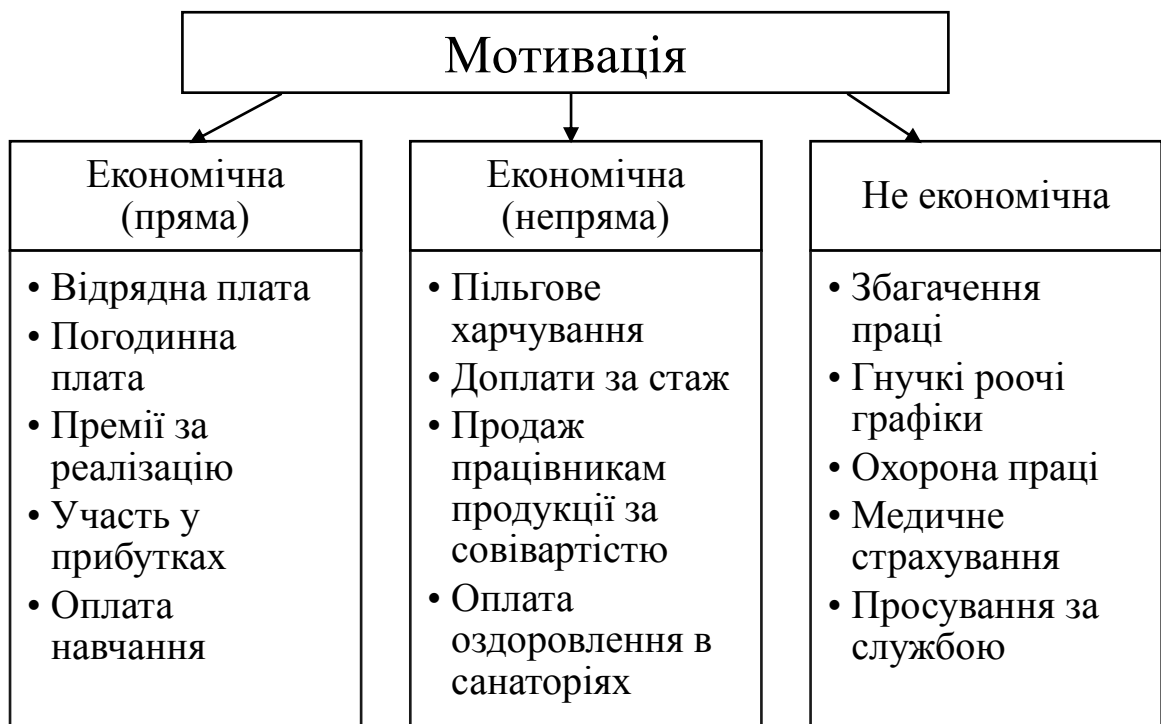 Мотивація
Економічна
(пряма)
• Відрядна плата
• Погодинна
плата
• Премії за
реалізацію
• Участь у
прибутках
• Оплата
навчання
Економічна
(непряма)
• Пільгове
харчування
• Доплати за стаж
• Продаж
працівникам
продукції за
совівартістю
• Оплата
оздоровлення в
санаторіях
Не економічна
• Збагачення
праці
• Гнучкі роочі
графіки
• Охорона праці
• Медичне
страхування
• Просування за
службою